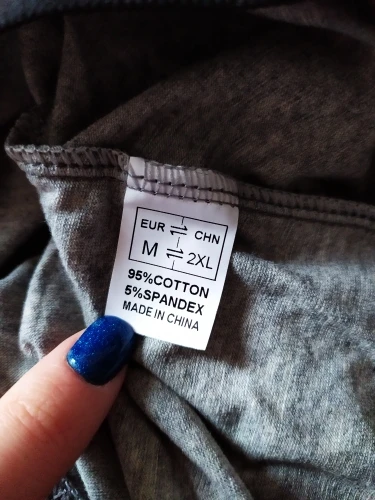 EUR ⇌ CHN
M ⇌ 2XL
95%COTTON
5%SPANDEX
MADE IN CHINA